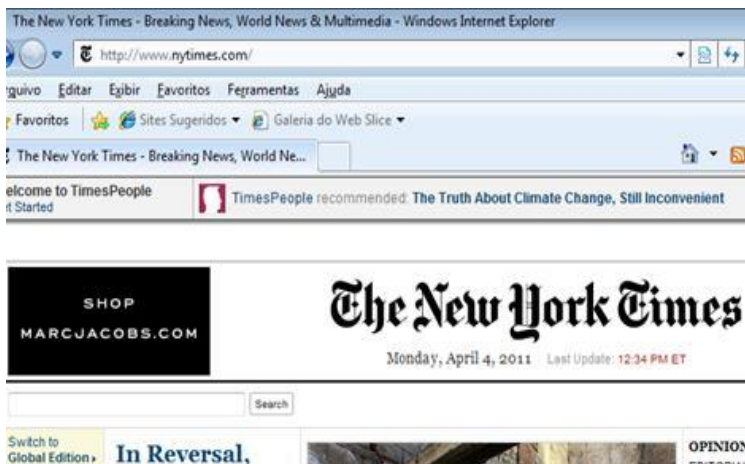 The New York Times - Breaking News, World News & Multimedia - Windows Internet Explorer
http://www.nytimes.com/
rquivo Editar Exibir Favoritos Ferramentas Ajuda
Favoritos Sites Sugeridos Galeria do Web Slice
The New York Times - Breaking News, World Ne...
elcome to TimesPeople
t Started
TimesPeople recommended: The Truth About Climate Change, Still Inconvenient
SHOP
MARCJACOBS.COM
The New York Times
Monday, April 4, 2011 Last Update: 12:34 PM ET
Search
Switch to
Global Edition
In Reversal,
OPINION